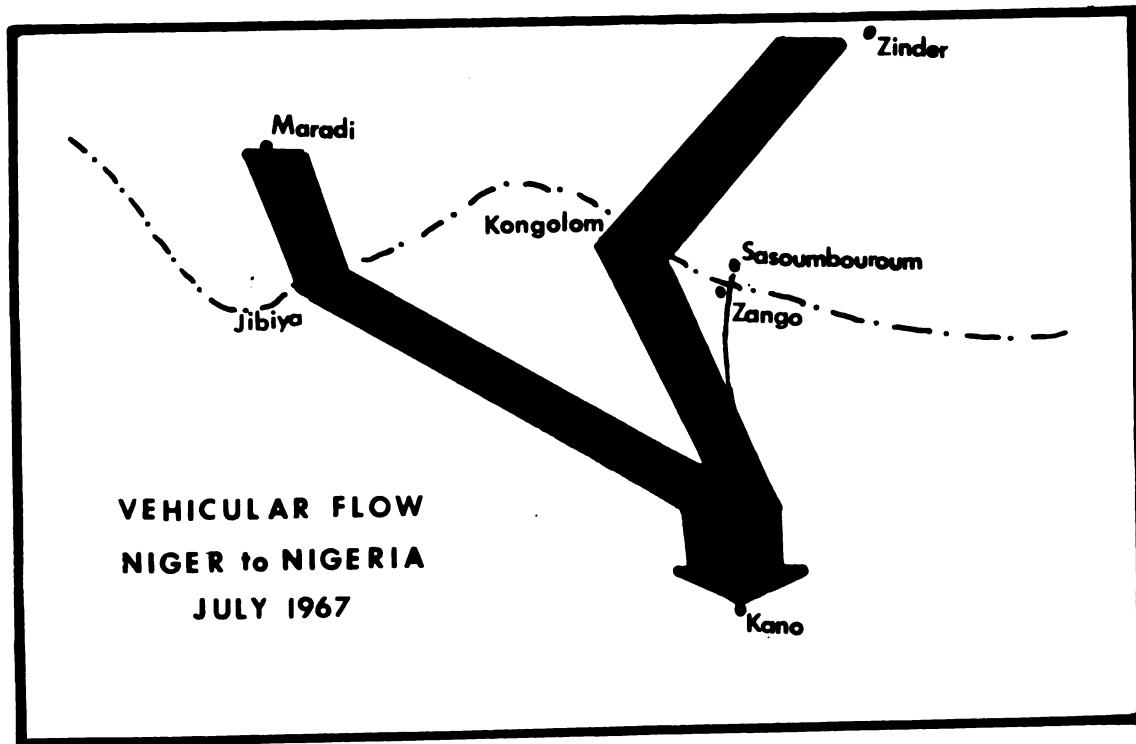 Zinder
Maradi
Kongolom
Sasoumbouroum
Zango
Jibiya
VEHICULAR FLOW
NIGER to NIGERIA
JULY 1967
Kano